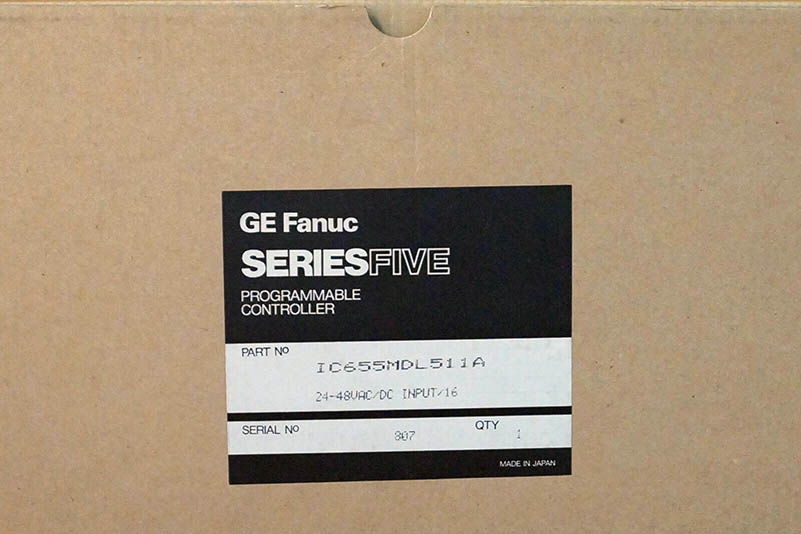 GE Fanuc
SERIESFIVE
PROGRAMMABLE
CONTROLLER
PART Nº
IC655MDL511A
24-48VAC/DC INPUT/16
SERIAL Nº 807 QTY 1
MADE IN JAPAN